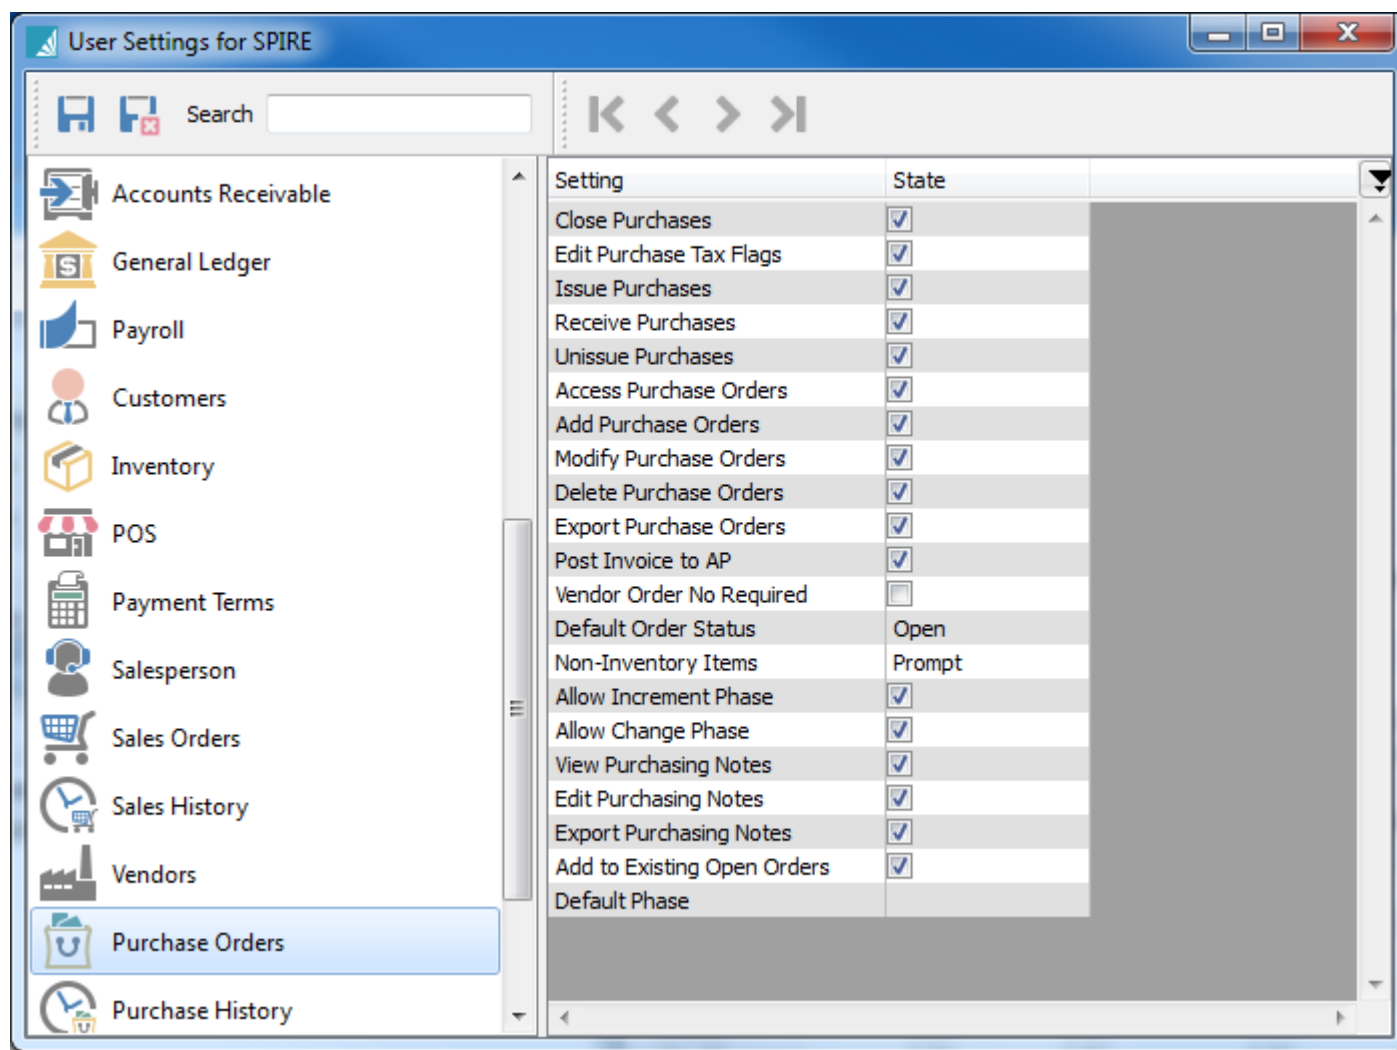 User Settings for SPIRE
Search
Accounts Receivable
General Ledger
Payroll
Customers
Inventory
POS
Payment Terms
Salesperson
Sales Orders
Sales History
Vendors
Purchase Orders
Purchase History
Setting State
Close Purchases
Edit Purchase Tax Flags
Issue Purchases
Receive Purchases
Unissue Purchases
Access Purchase Orders
Add Purchase Orders
Modify Purchase Orders
Delete Purchase Orders
Export Purchase Orders
Post Invoice to AP
Vendor Order No Required
Default Order Status Open
Non-Inventory Items Prompt
Allow Increment Phase
Allow Change Phase
View Purchasing Notes
Edit Purchasing Notes
Export Purchasing Notes
Add to Existing Open Orders
Default Phase